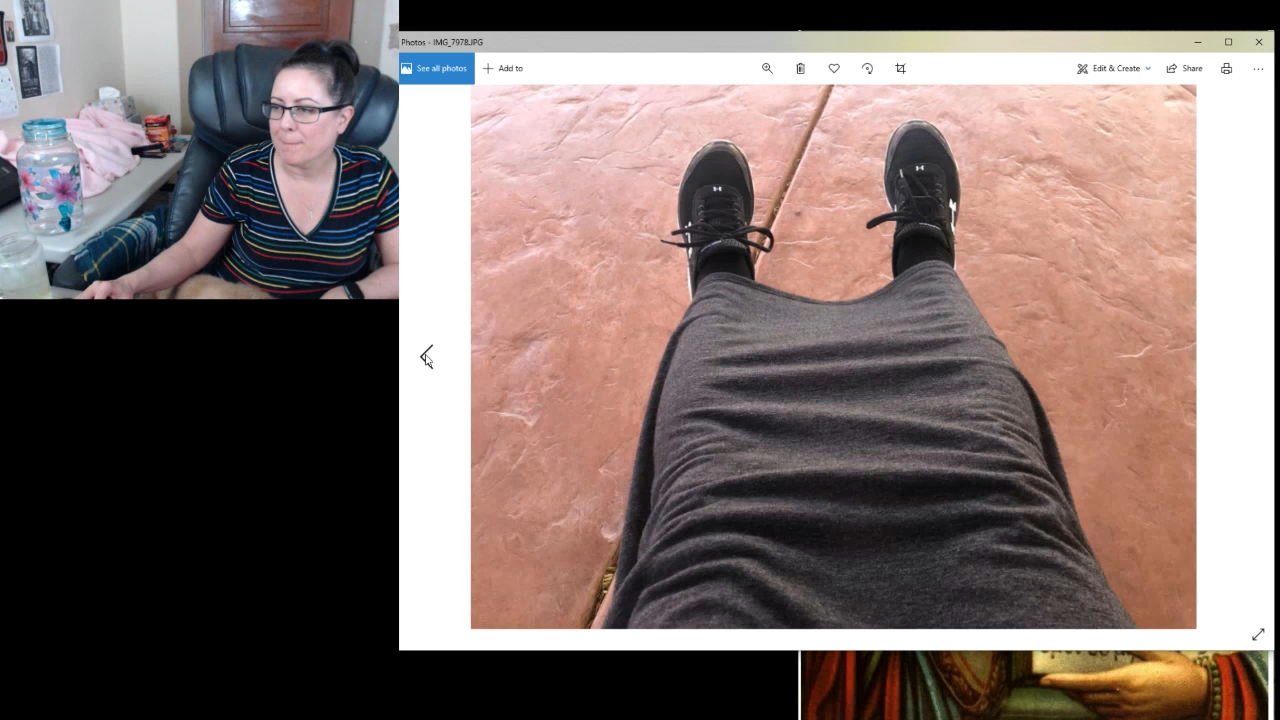 Photos - IMG_7978.JPG
See all photos
Add to
Edit & Create
Share